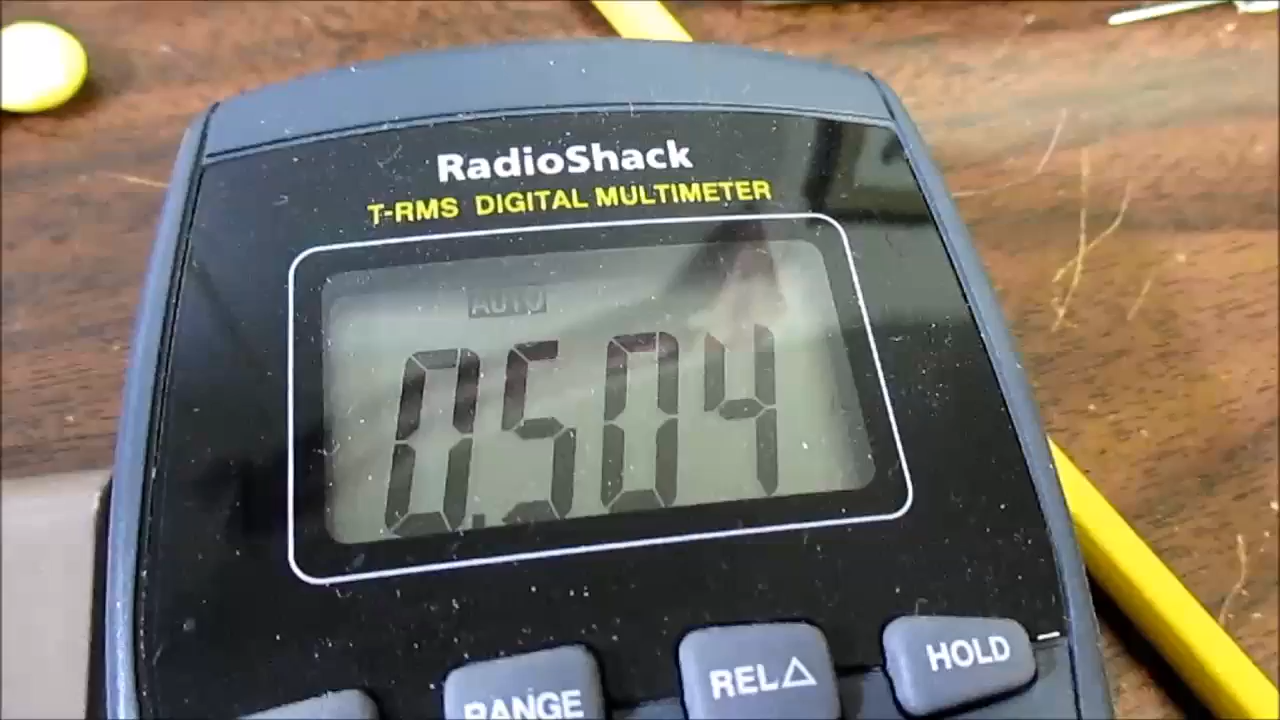 RadioShack
T-RMS DIGITAL MULTIMETER
AUTO
0.504
RANGE
REL△
HOLD